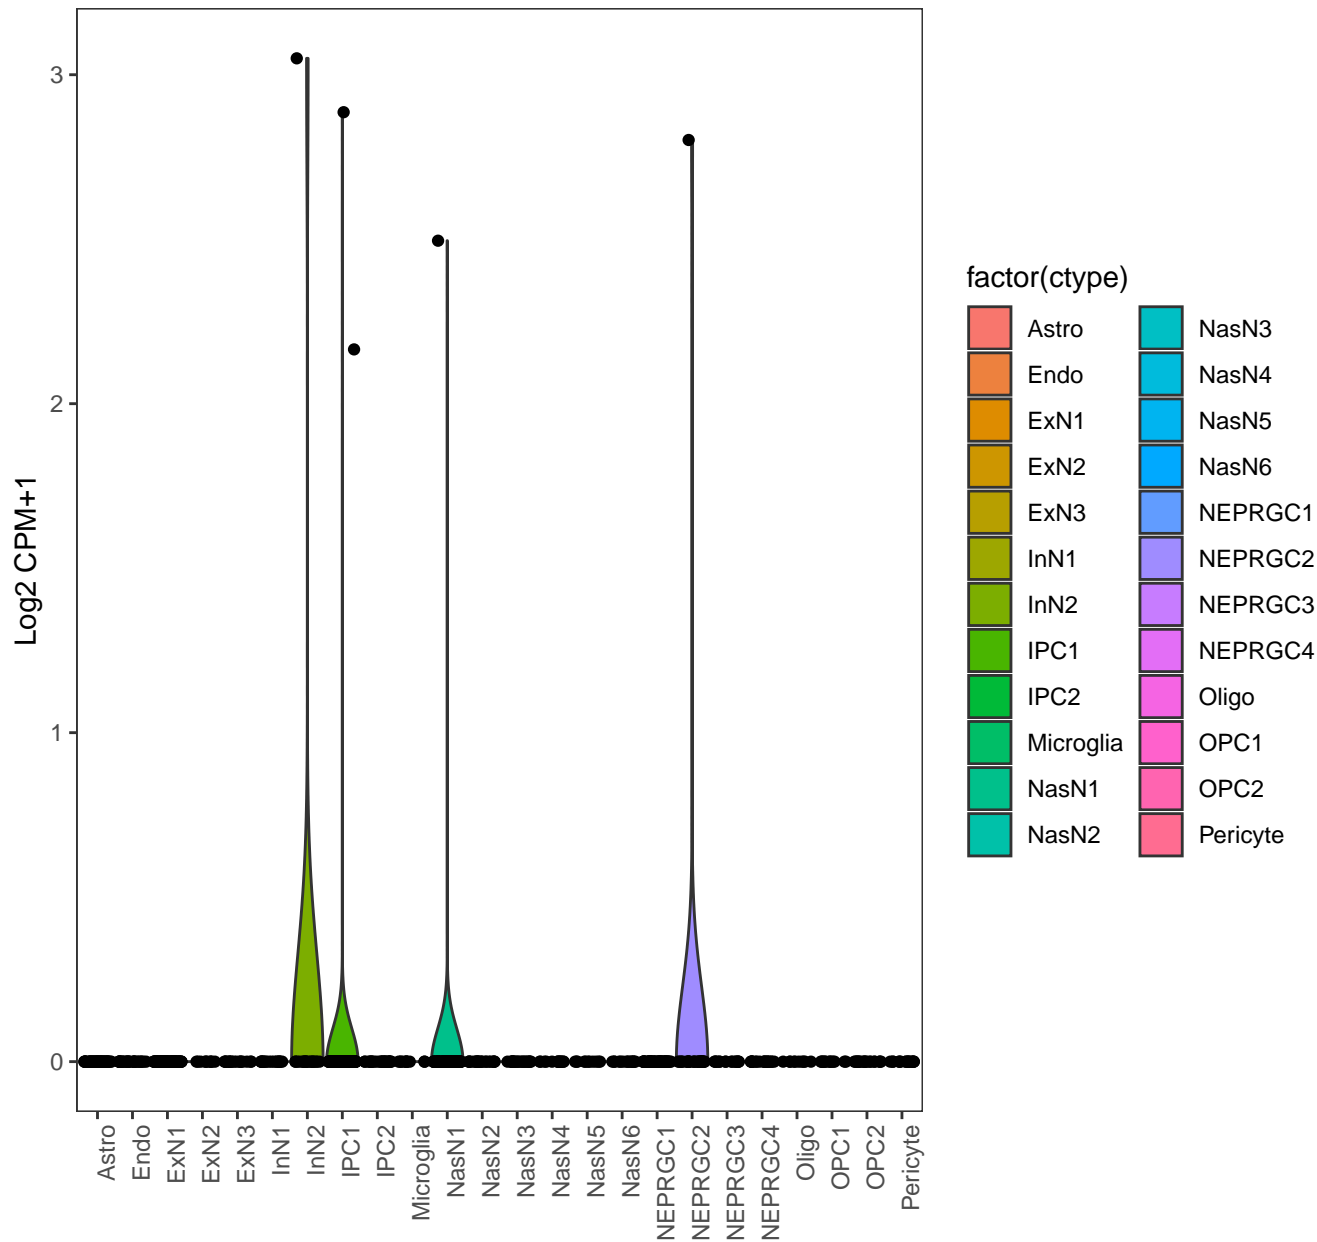 Log2 CPM+1
3
2
1
0
Astro
Endo
ExN1
ExN2
ExN3
InN1
InN2
IPC1
IPC2
Microglia
NasN1
NasN2
NasN3
NasN4
NasN5
NasN6
NEPRGC1
NEPRGC2
NEPRGC3
NEPRGC4
Oligo
OPC1
OPC2
Pericyte
factor(ctype)
Astro
Endo
ExN1
ExN2
ExN3
InN1
InN2
IPC1
IPC2
Microglia
NasN1
NasN2
NasN3
NasN4
NasN5
NasN6
NEPRGC1
NEPRGC2
NEPRGC3
NEPRGC4
Oligo
OPC1
OPC2
Pericyte